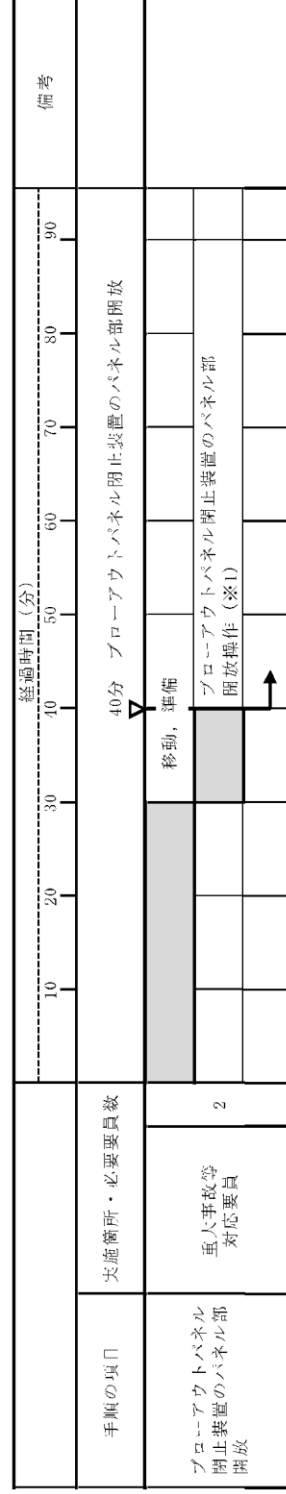 経過時間（分）
備考
10 20 30 40 50 60 70 80 90
手順の項目
実施箇所・必要要員数
40分 ブローアウトパネル閉止装置のパネル部開放
ブローアウトパネル
閉止装置のパネル部
開放
重大事故等
対応要員
2
移動，準備
ブローアウトパネル閉止装置のパネル部
開放操作（※1）